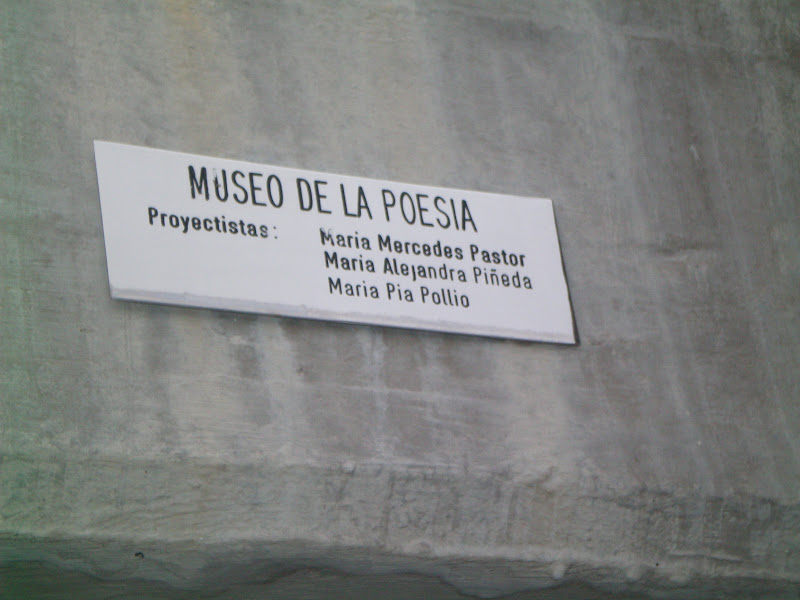 MUSEO DE LA POESIA
Proyectistas: Maria Mercedes Pastor
Maria Alejandra Piñeda
Maria Pia Pollio